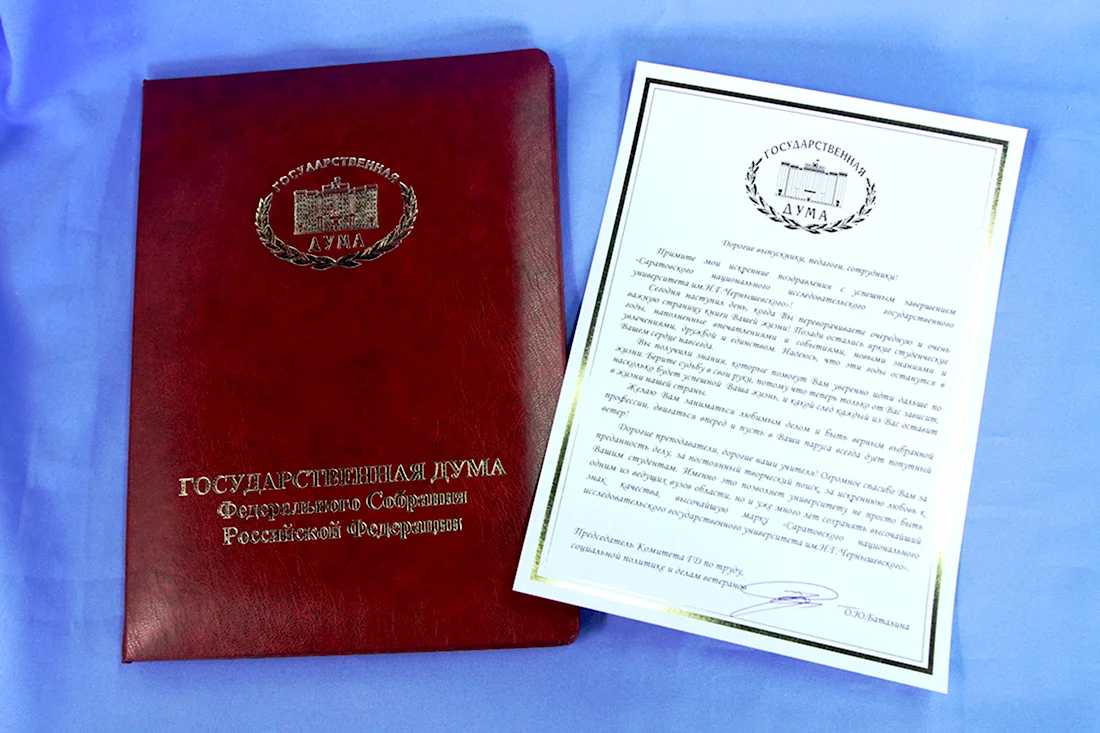 ГОСУДАРСТВЕННАЯ
ДУМА
ГОСУДАРСТВЕННАЯ ДУМА
Федерального Собрания
Российской Федерации
ГОСУДАРСТВЕННАЯ
ДУМА
Дорогие выпускники, педагоги, сотрудники!
Примите мои искренние поздравления с успешным завершением
«Саратовского национального исследовательского государственного
университета им.Н.Г.Чернышевского»!
Сегодня наступил день, когда Вы переворачиваете очередную и очень
важную страницу книги Вашей жизни! Позади остались яркие студенческие
годы, наполненные впечатлениями и событиями, новыми знаниями и
увлечениями, дружбой и единством. Надеюсь, что эти годы останутся в
Вашем сердце навсегда.
Вы получили знания, которые помогут Вам уверенно идти дальше по
жизни. Берите судьбу в свои руки, потому что теперь только от Вас зависит,
насколько будет успешной Ваша жизнь, и какой след каждый из Вас оставит
в жизни нашей страны.
Желаю Вам заниматься любимым делом и быть верным выбранной
профессии, двигаться вперед и пусть в Ваши паруса всегда дует попутный
ветер!
Дорогие преподаватели, дорогие наши учителя! Огромное спасибо Вам за
преданность делу, за постоянный творческий поиск, за искреннюю любовь к
Вашим студентам. Именно это позволяет университету не просто быть
одним из ведущих вузов области, но и уже много лет сохранять высочайший
знак качества, высочайшую марку «Саратовского национального
исследовательского государственного университета им.Н.Г.Чернышевского».
Председатель Комитета ГД по труду,
социальной политике и делам ветеранов
О.Ю.Баталина